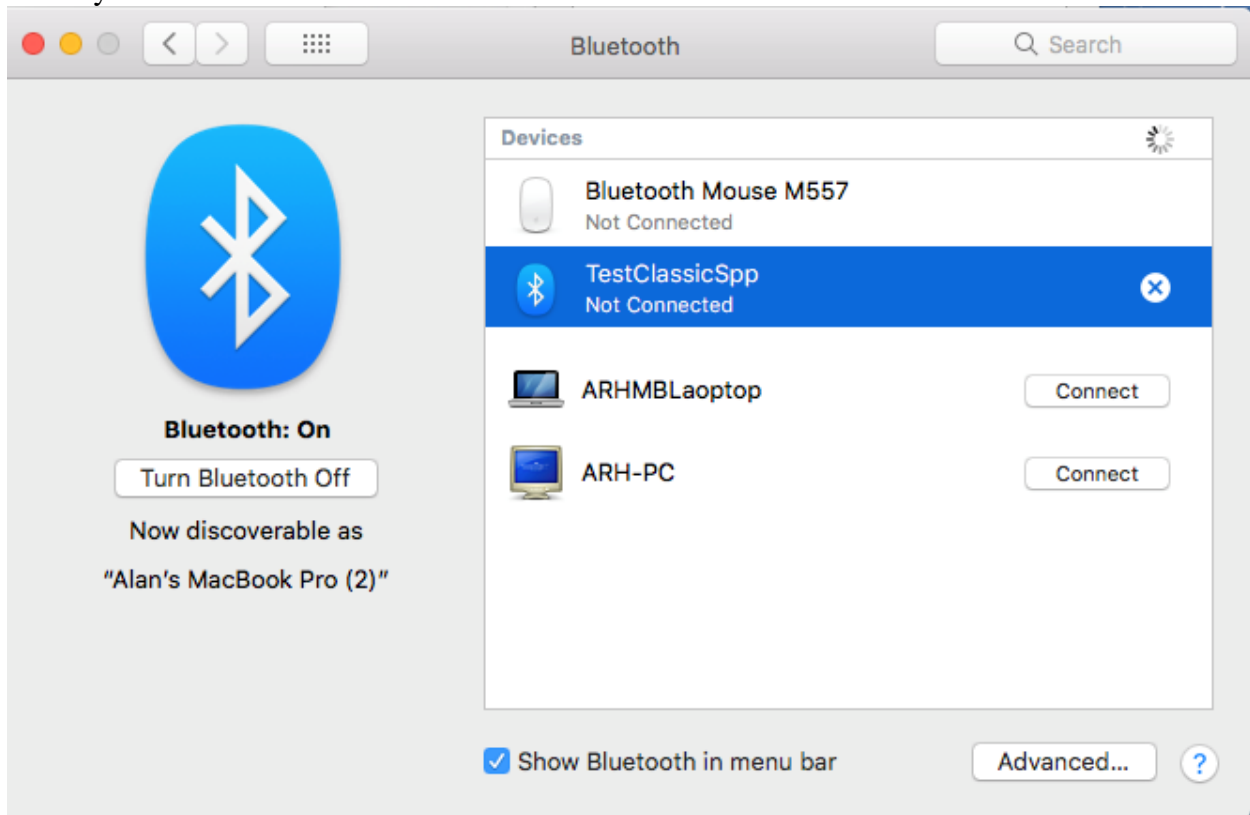 Bluetooth
Search
Devices
Bluetooth Mouse M557
Not Connected
TestClassicSpp
Not Connected
ARHMBLaoptop
Connect
ARH-PC
Connect
Bluetooth: On
Turn Bluetooth Off
Now discoverable as
“Alan's MacBook Pro (2)"
Show Bluetooth in menu bar
Advanced...
?